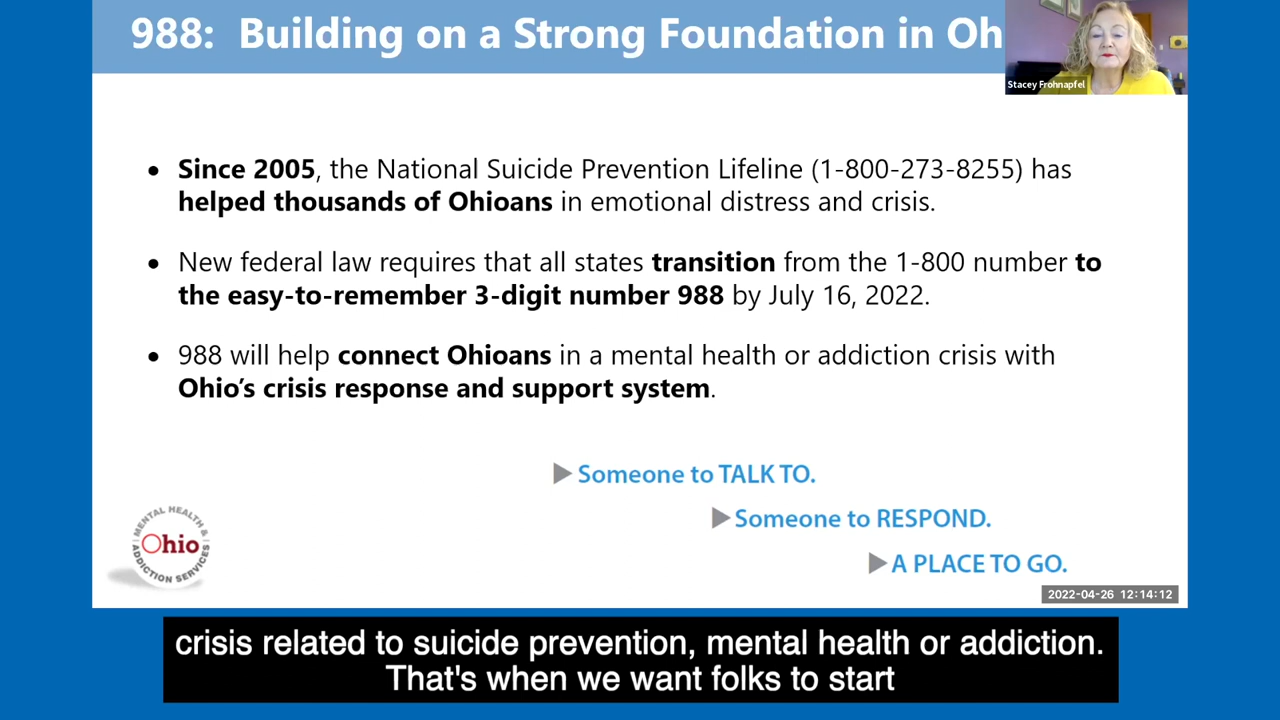 988: Building on a Strong Foundation in Oh
Stacey Frohnapfel
• Since 2005, the National Suicide Prevention Lifeline (1-800-273-8255) has
helped thousands of Ohioans in emotional distress and crisis.
• New federal law requires that all states transition from the 1-800 number to
the easy-to-remember 3-digit number 988 by July 16, 2022.
• 988 will help connect Ohioans in a mental health or addiction crisis with
Ohio's crisis response and support system.
Someone to TALK TO.
Someone to RESPOND.
A PLACE TO GO.
MENTAL HEALTH &
Ohio
ADDICTION SERVICES
2022-04-26 12:14:12
crisis related to suicide prevention, mental health or addiction.
That's when we want folks to start